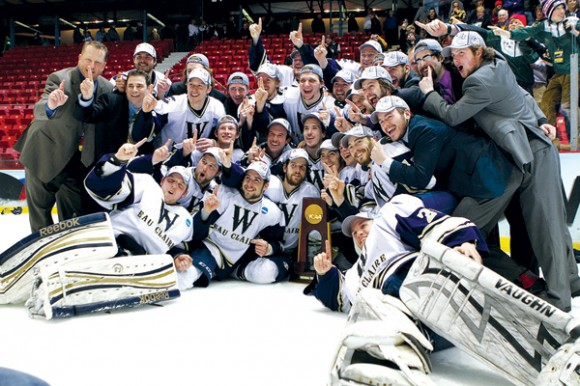 W
W
W
EAU CLAIRE
W
EAU CLAIRE
NCAA
CLAIRE
Reebok
VAUGHN